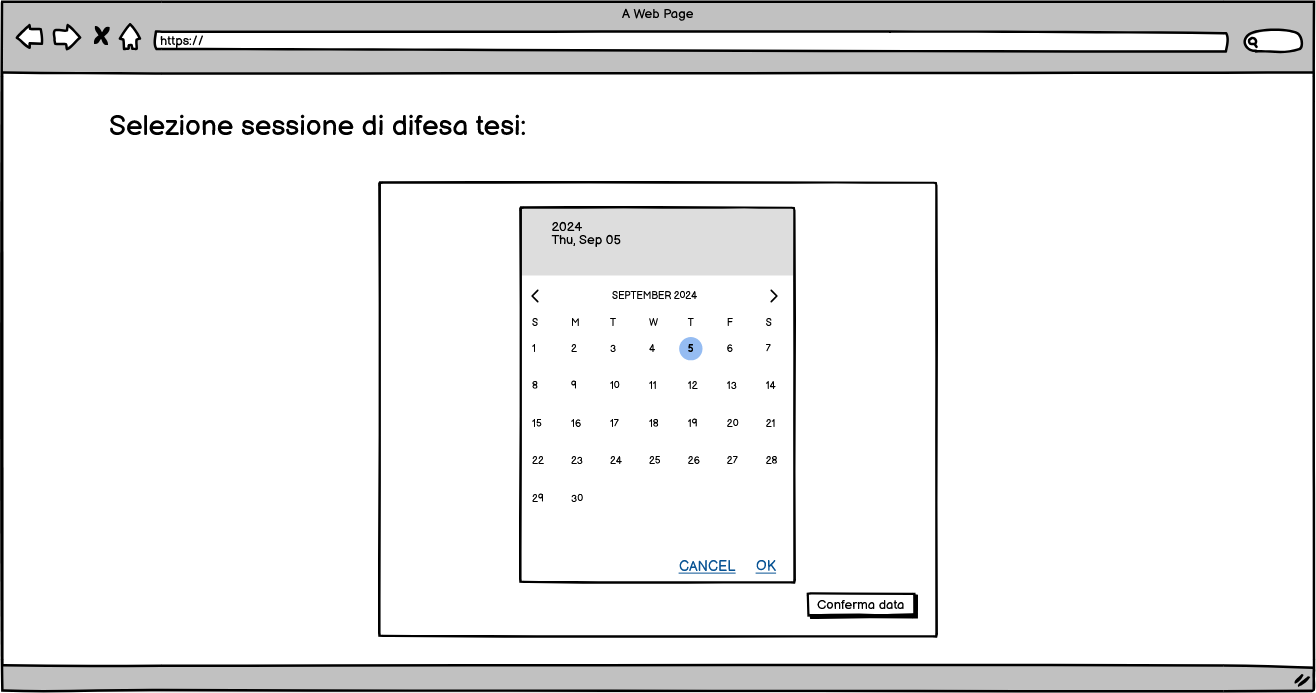 A Web Page
https://
Selezione sessione di difesa tesi:
2024
Thu, Sep 05
SEPTEMBER 2024
S M T W T F S
1 2 3 4 5 6 7
8 9 10 11 12 13 14
15 16 17 18 19 20 21
22 23 24 25 26 27 28
29 30
CANCEL OK
Conferma data